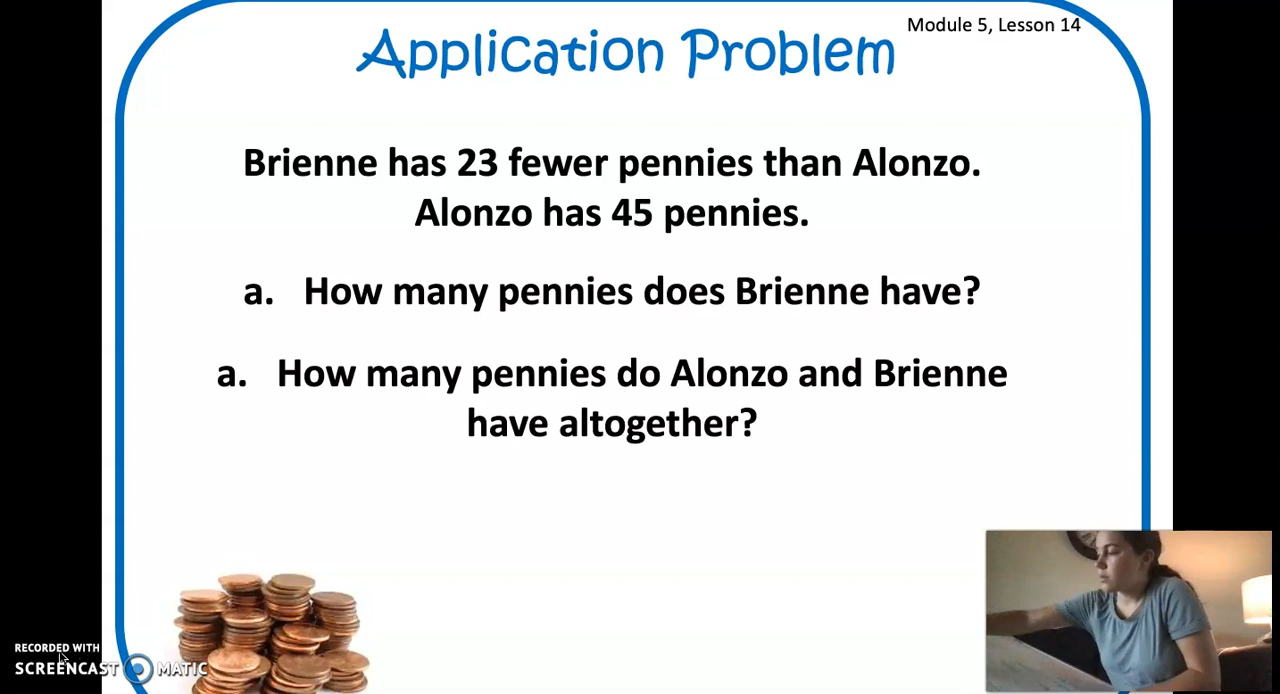 Module 5, Lesson 14
Application Problem
Brienne has 23 fewer pennies than Alonzo.
Alonzo has 45 pennies.
a. How many pennies does Brienne have?
a. How many pennies do Alonzo and Brienne
have altogether?
RECORDED WITH
SCREENCAST MATIC